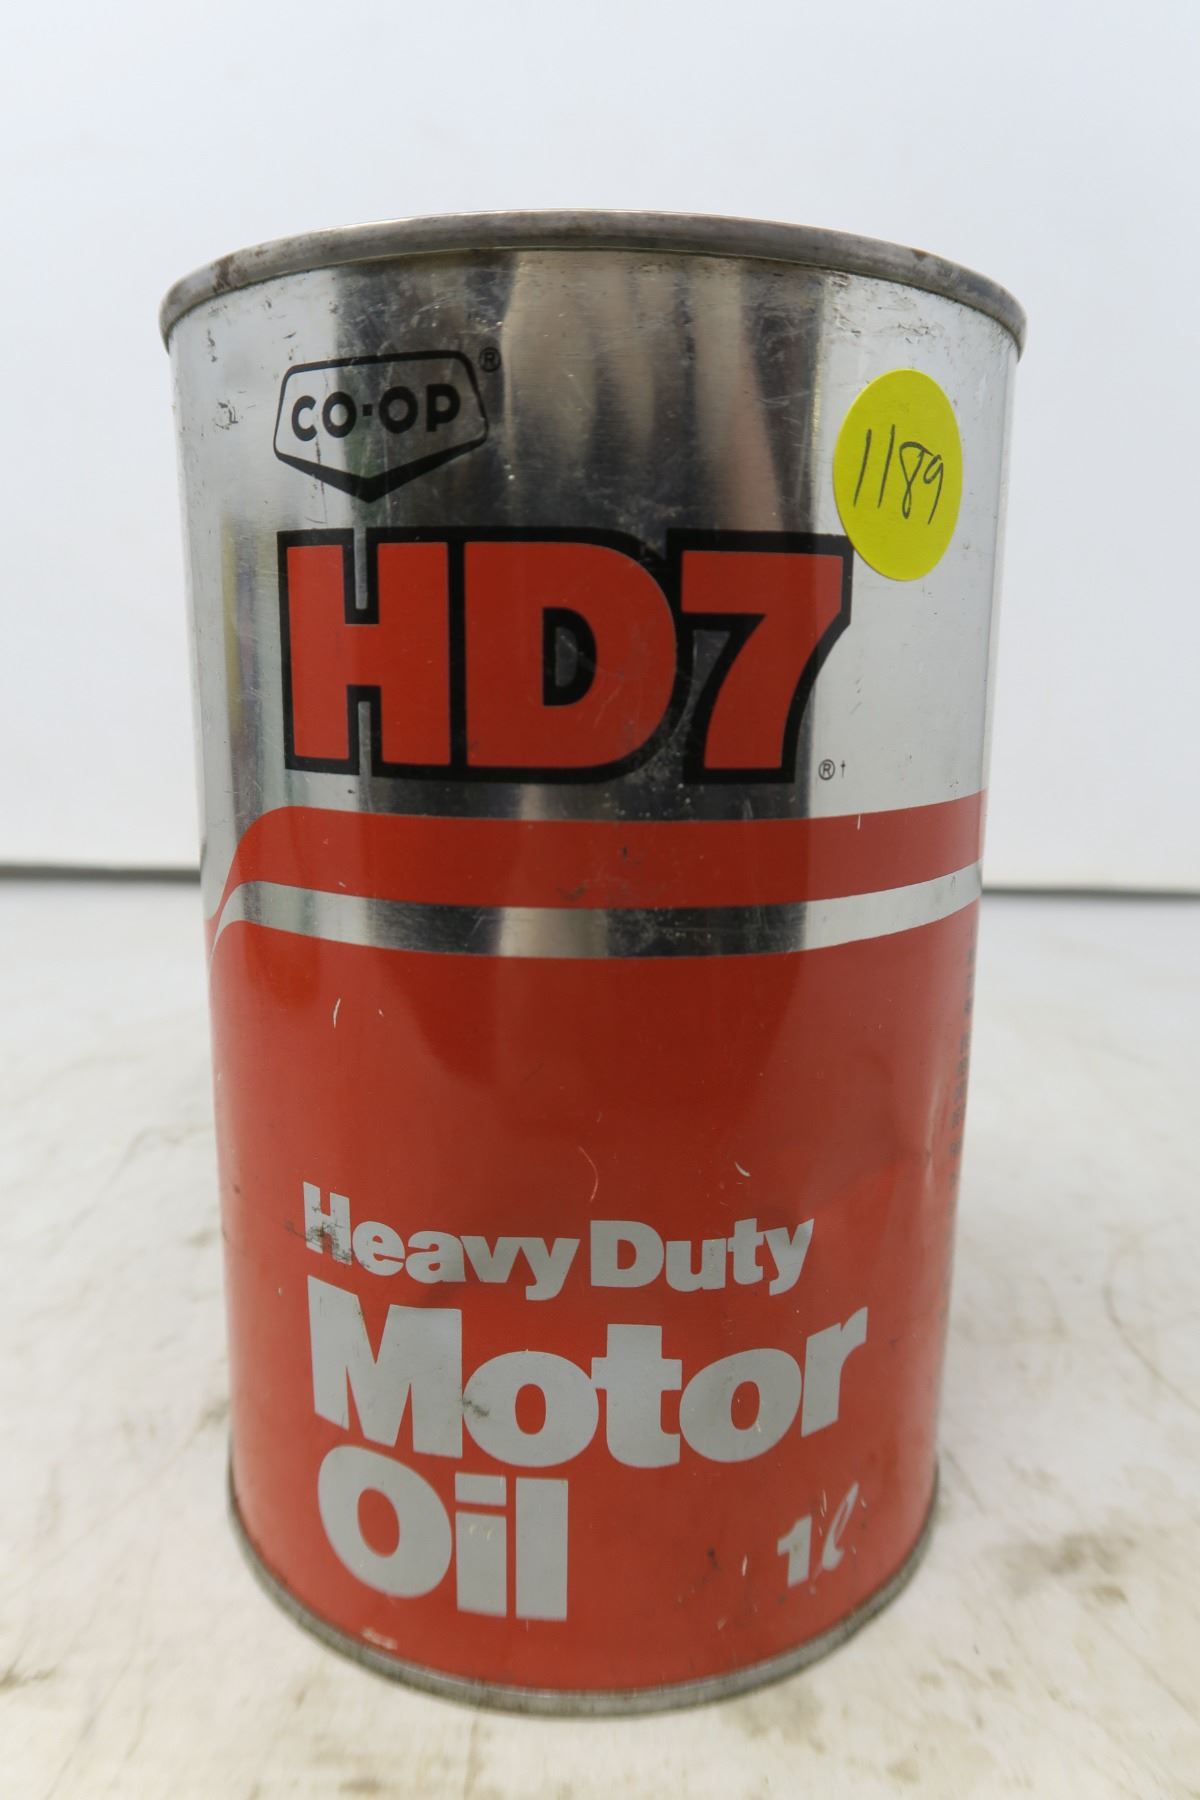 CO-OP ®
1189
HD7 ®†
Heavy Duty
Motor
Oil
1ℓ